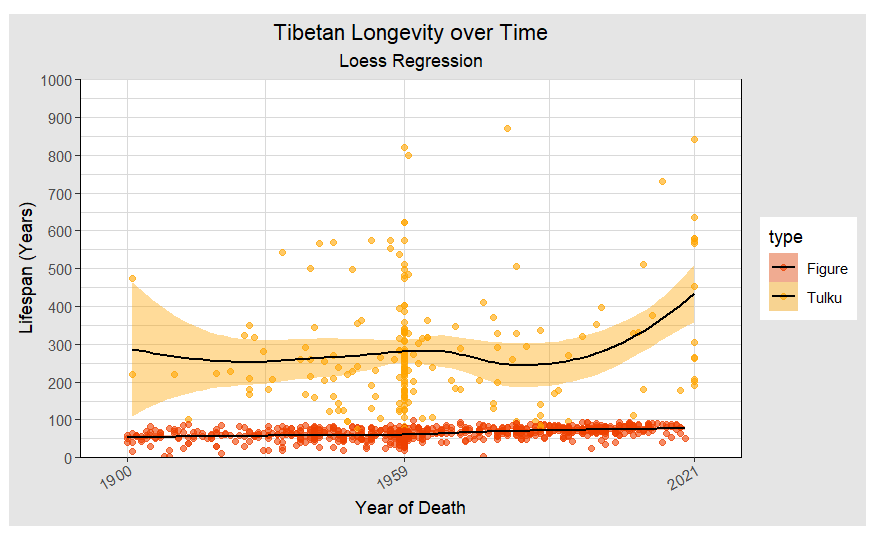 Tibetan Longevity over Time
Loess Regression
Lifespan (Years)
1000
900
800
700
600
500
400
300
200
100
0
1900
1959
2021
Year of Death
type
Figure
Tulku